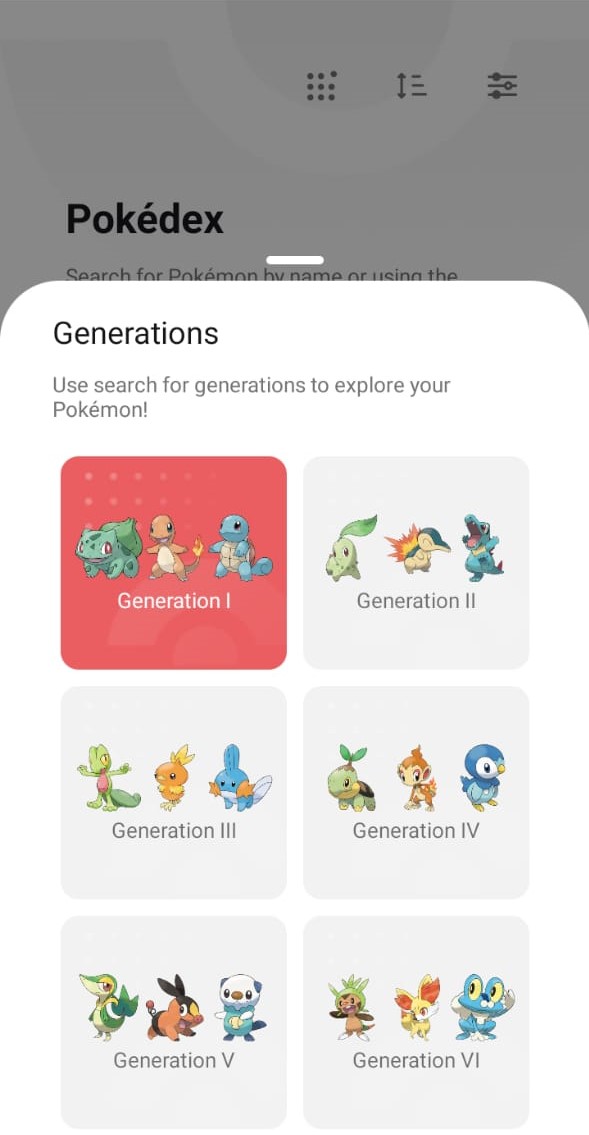 Pokédex
Search for Pokémon by name or using the
Generations
Use search for generations to explore your
Pokémon!
Generation I
Generation II
Generation III
Generation IV
Generation V
Generation VI